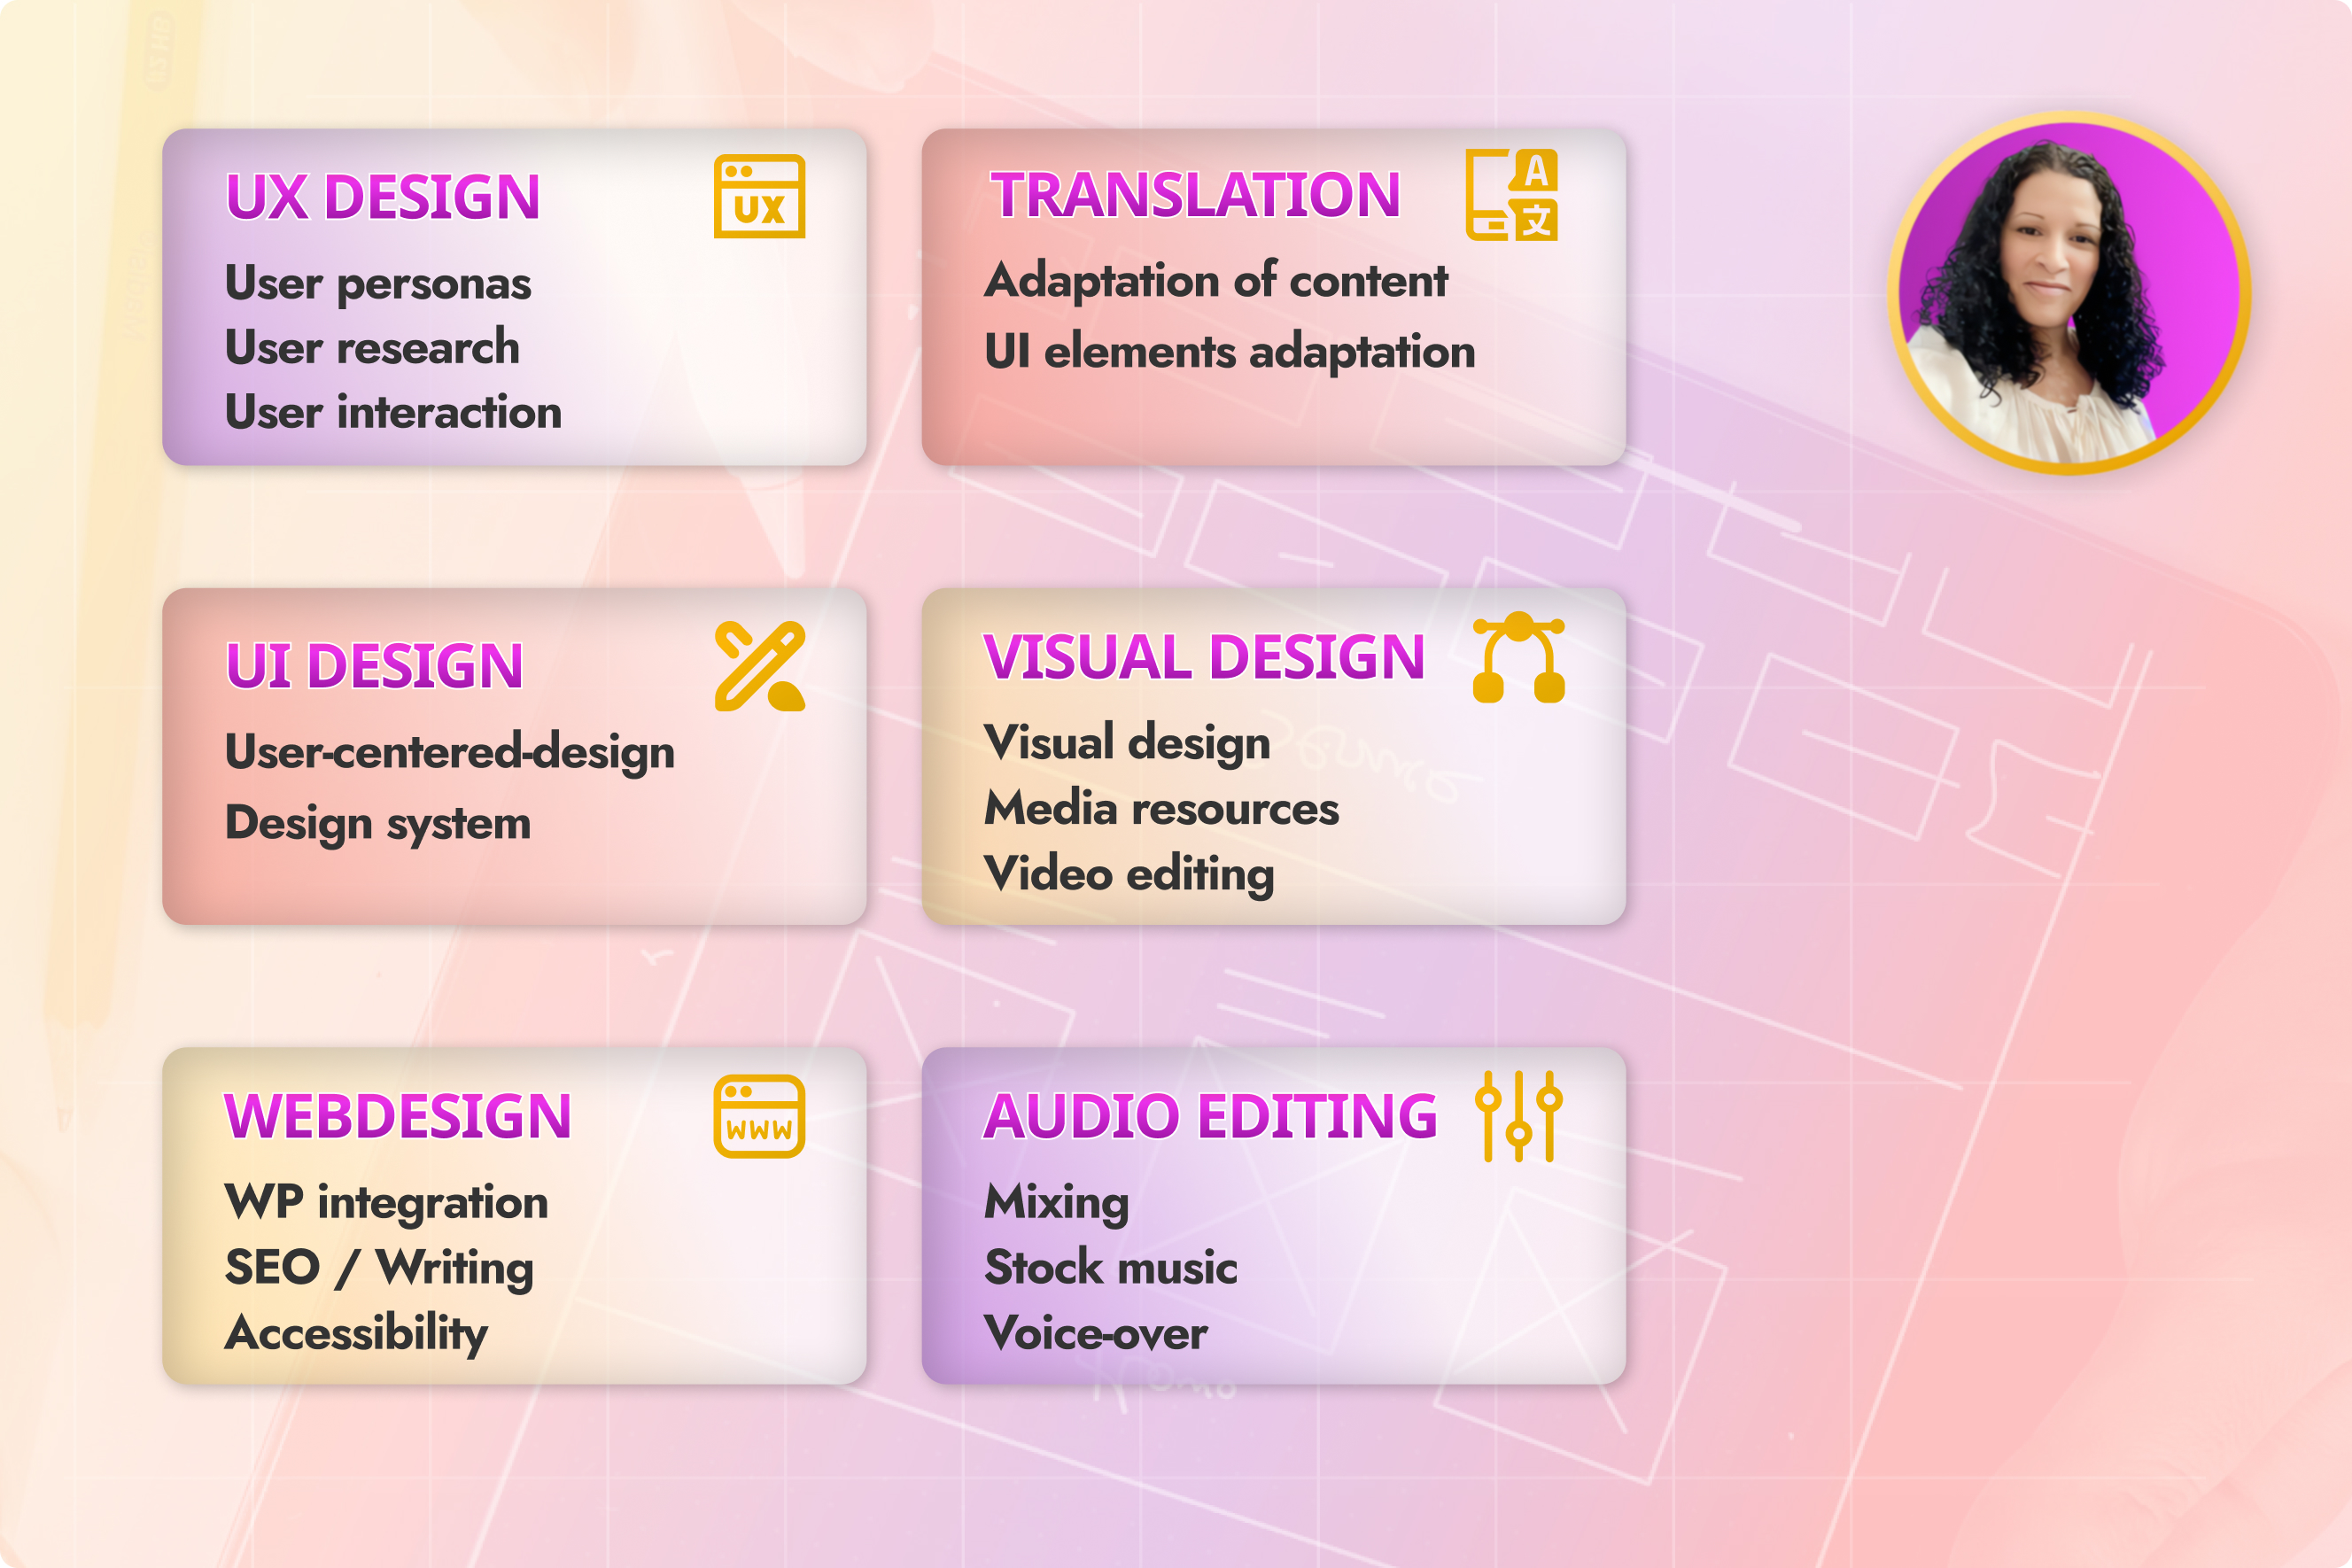 UX DESIGN
UX
User personas
User research
User interaction
TRANSLATION
A
文
Adaptation of content
UI elements adaptation
UI DESIGN
User-centered-design
Design system
VISUAL DESIGN
Visual design
Media resources
Video editing
WEBDESIGN
WWW
WP integration
SEO / Writing
Accessibility
AUDIO EDITING
Mixing
Stock music
Voice-over